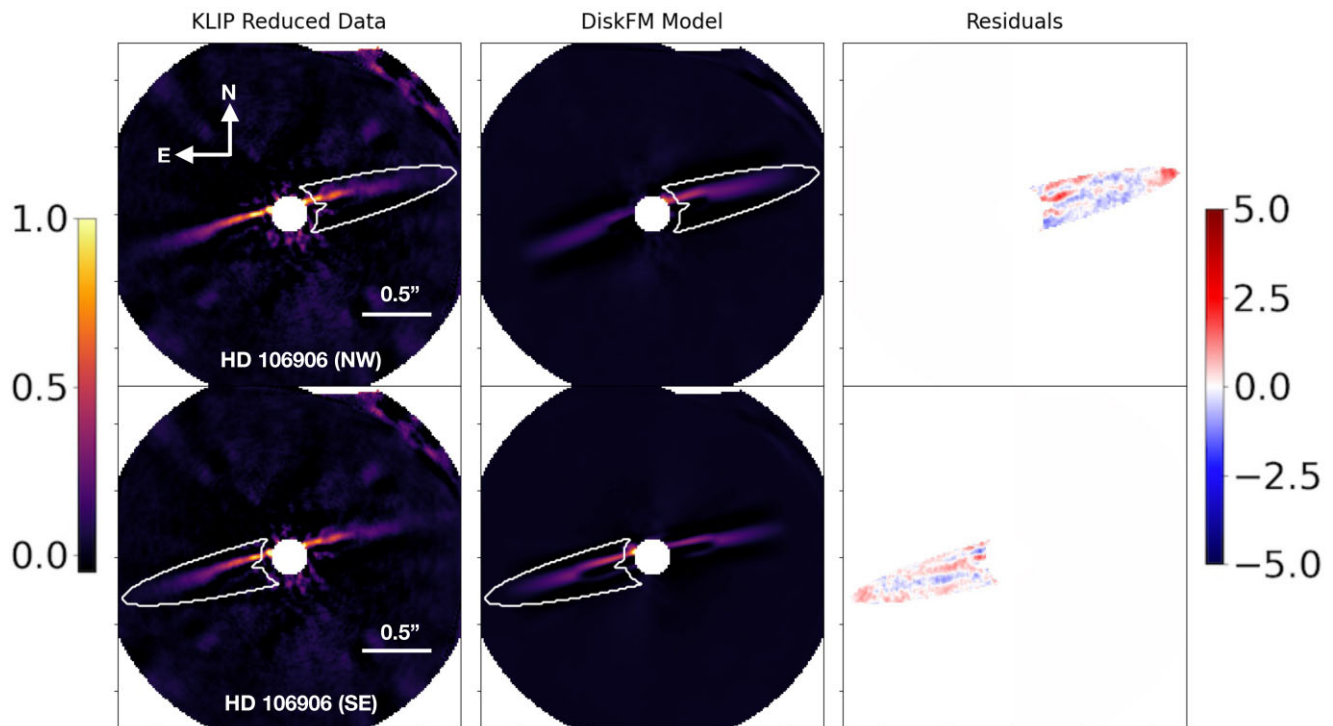 KLIP Reduced Data
DiskFM Model
Residuals
N
E
0.5”
HD 106906 (NW)
1.0
0.5
0.0
5.0
2.5
0.0
−2.5
−5.0
0.5”
HD 106906 (SE)